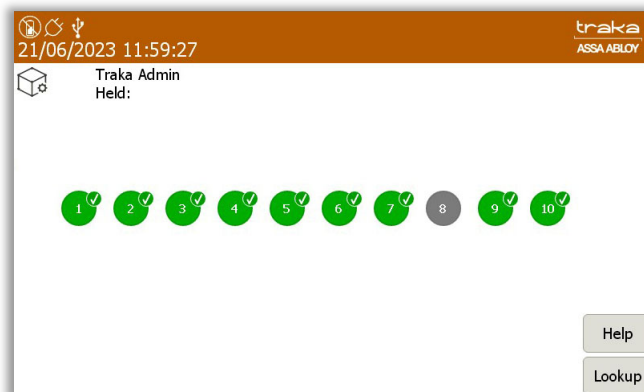 traka
21/06/2023 11:59:27
ASSA ABLOY
Traka Admin
Held:
1 2 3 4 5 6 7 8 9 10
Help
Lookup